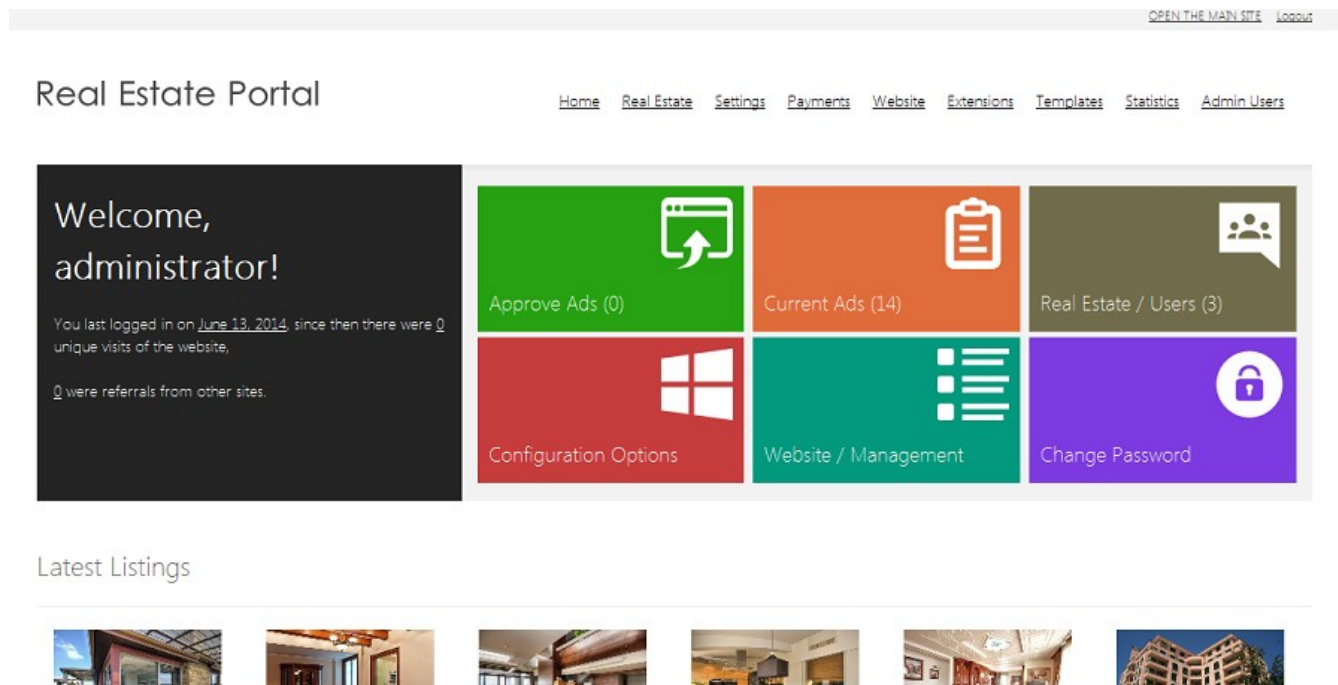 OPEN THE MAIN SITE Logout
Real Estate Portal
Home Real Estate Settings Payments Website Extensions Templates Statistics Admin Users
Welcome,
administrator!
You last logged in on June 13, 2014, since then there were 0
unique visits of the website,
0 were referrals from other sites.
Approve Ads (0)
Current Ads (14)
Real Estate / Users (3)
Configuration Options
Website / Management
Change Password
Latest Listings